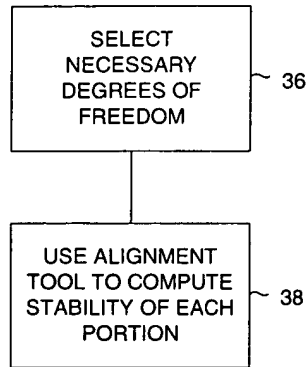 SELECT
NECESSARY
DEGREES OF
FREEDOM
36
USE ALIGNMENT
TOOL TO COMPUTE
STABILITY OF EACH
PORTION
38